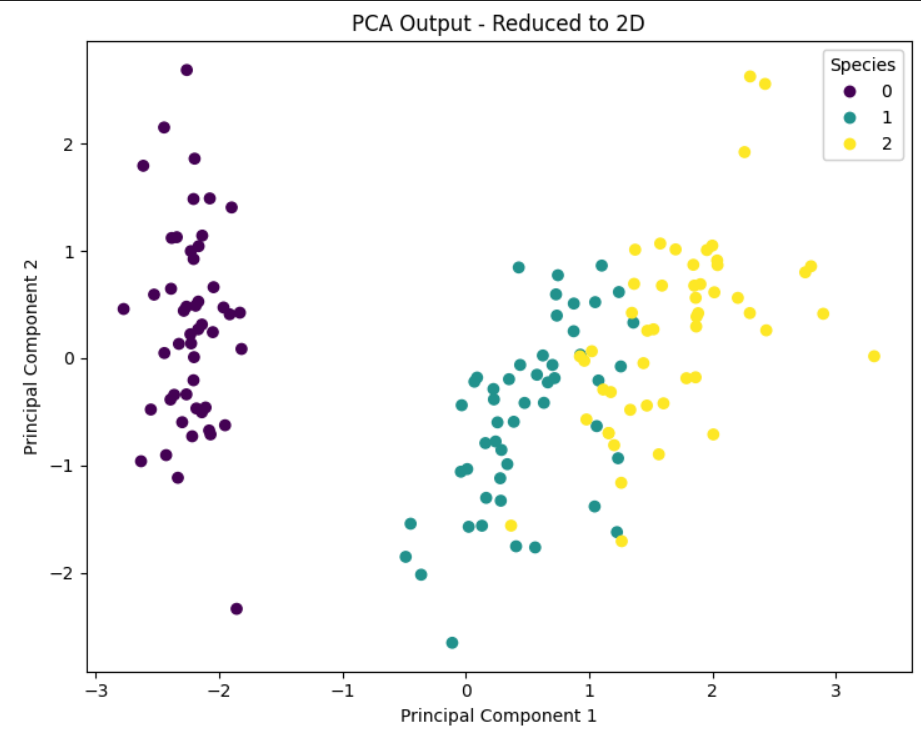 PCA Output - Reduced to 2D
Species
0
1
2
Principal Component 2
2
1
0
−1
−2
−3 −2 −1 0 1 2 3
Principal Component 1